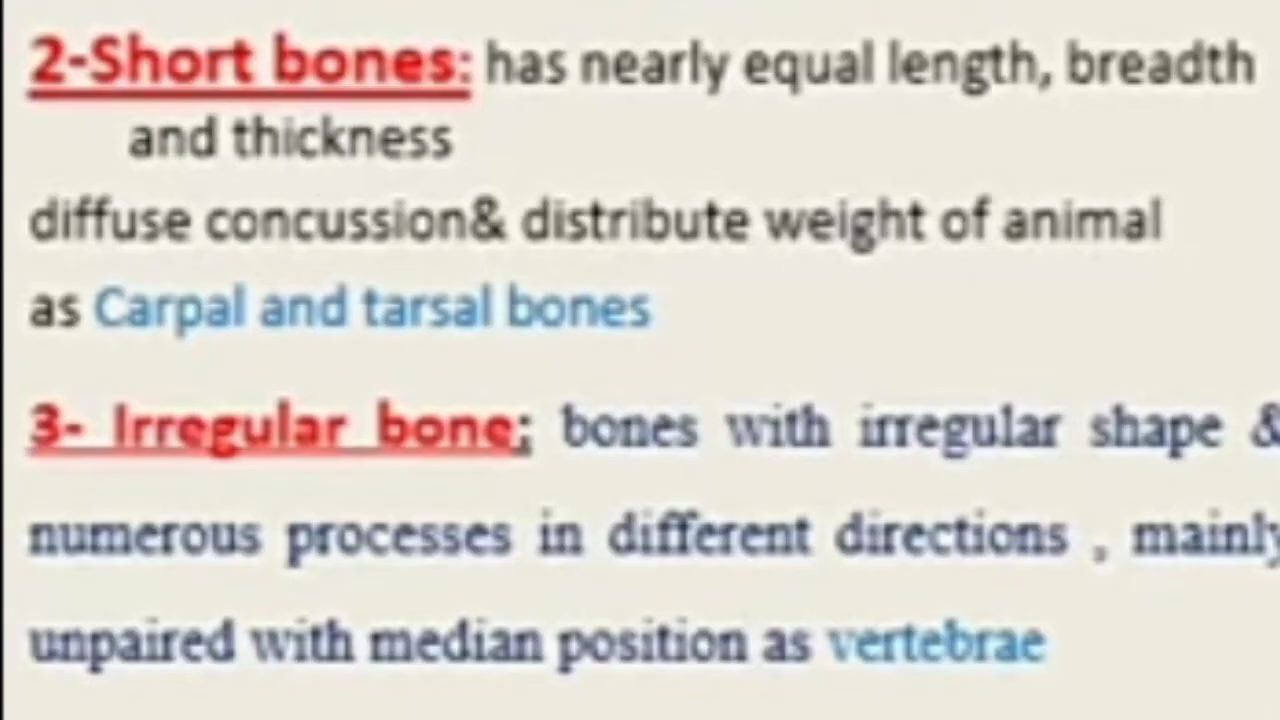 2-Short bones: has nearly equal length, breadth
and thickness
diffuse concussion& distribute weight of animal
as Carpal and tarsal bones
3- Irregular bone; bones with irregular shape &
numerous processes in different directions , mainly
unpaired with median position as vertebrae